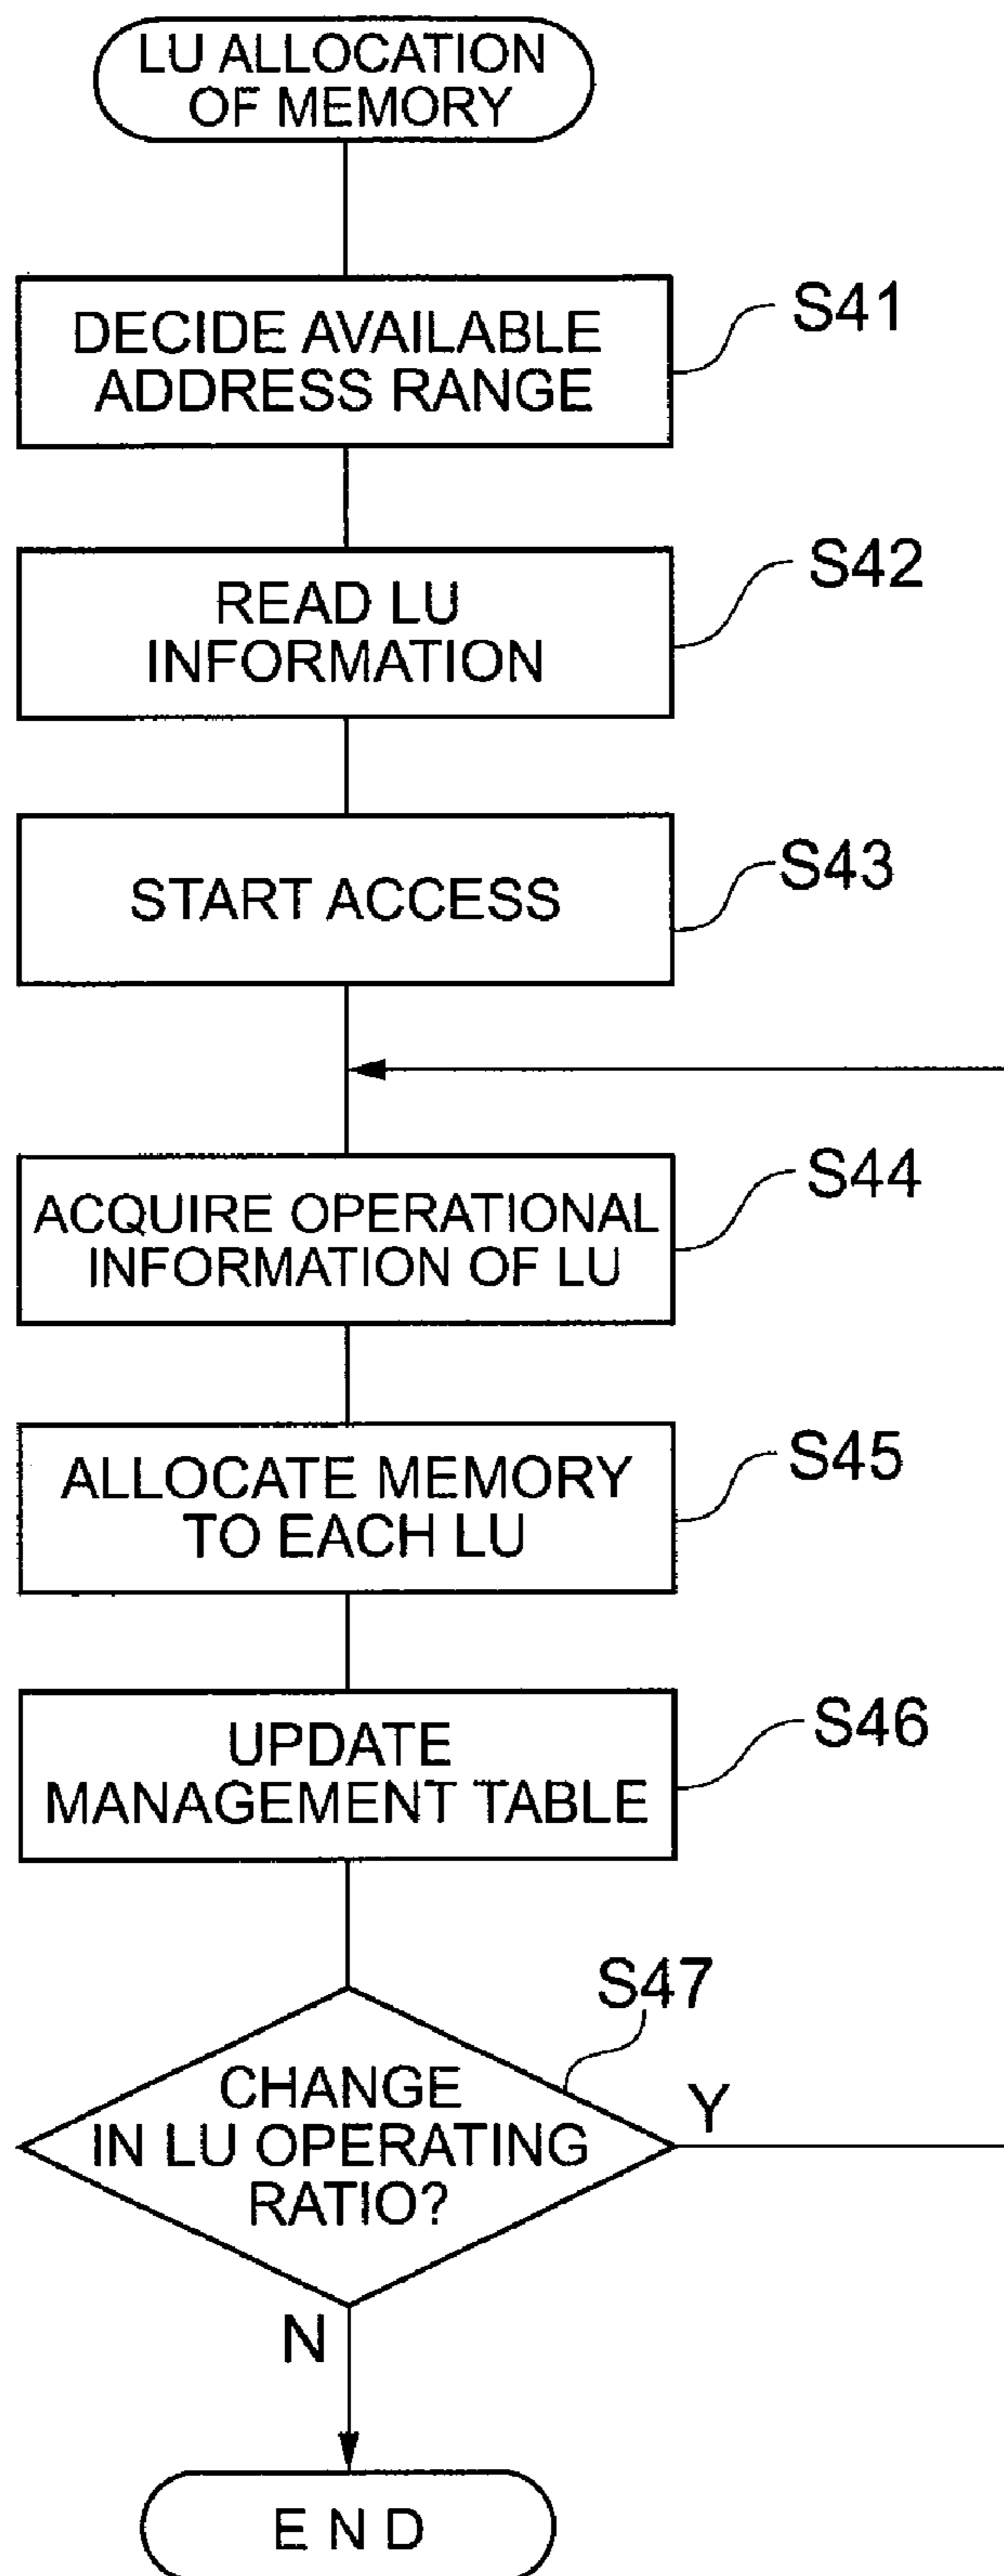 LU ALLOCATION
OF MEMORY
DECIDE AVAILABLE
ADDRESS RANGE
S41
READ LU
INFORMATION
S42
START ACCESS
S43
ACQUIRE OPERATIONAL
INFORMATION OF LU
S44
ALLOCATE MEMORY
TO EACH LU
S45
UPDATE
MANAGEMENT TABLE
S46
S47
CHANGE
IN LU OPERATING
RATIO?
Y
N
END